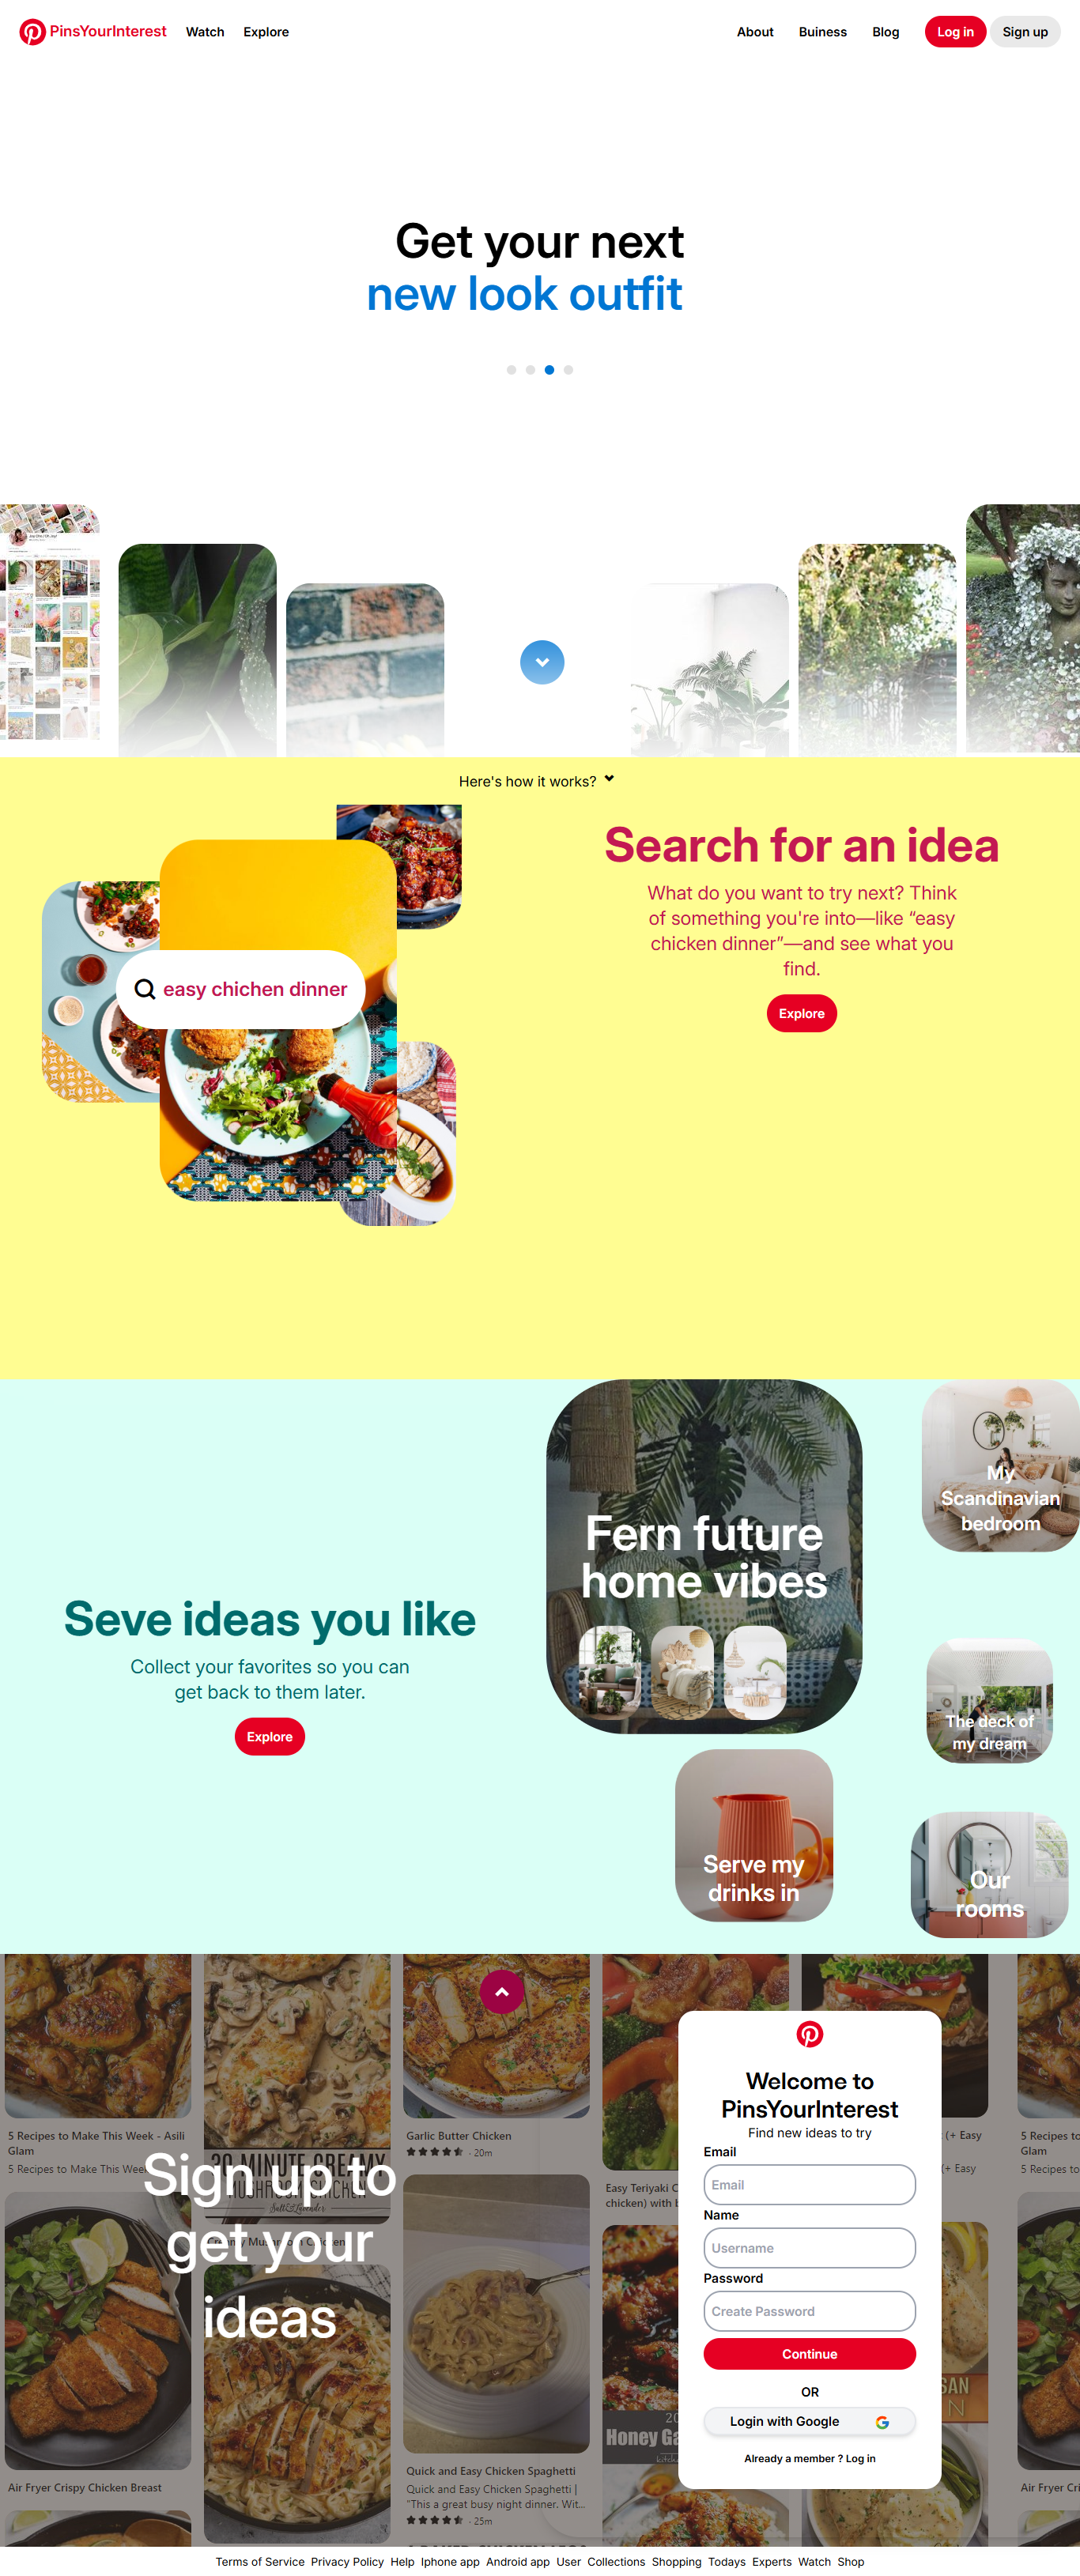 PinsYourInterest Watch Explore About Buiness Blog Log in Sign up
Get your next
new look outfit
Here's how it works?
easy chichen dinner
Search for an idea
What do you want to try next? Think
of something you're into—like “easy
chicken dinner”—and see what you
find.
Explore
Seve ideas you like
Collect your favorites so you can
get back to them later.
Explore
Fern future
home vibes
My
Scandinavian
bedroom
The deck of
my dream
Serve my
drinks in
Our
rooms
5 Recipes to Make This Week - Asili
Glam
5 Recipes to Make This Week
Air Fryer Crispy Chicken Breast
MUSHROOM CHICKEN
Salt & Lavender
Garlic Butter Chicken
· 20m
Quick and Easy Chicken Spaghetti
Quick and Easy Chicken Spaghetti |
"This a great busy night dinner. Wit...
· 25m
Easy Teriyaki C
chicken) with b
Honey Ga
(+ Easy
(+ Easy
5 Recipes to
Glam
5 Recipes to
Air Fryer Cri
Sign up to
get your
ideas
Welcome to
PinsYourInterest
Find new ideas to try
Email
Email
Name
Username
Password
Create Password
Continue
OR
Login with Google
Already a member ? Log in
Terms of Service Privacy Policy Help Iphone app Android app User Collections Shopping Todays Experts Watch Shop